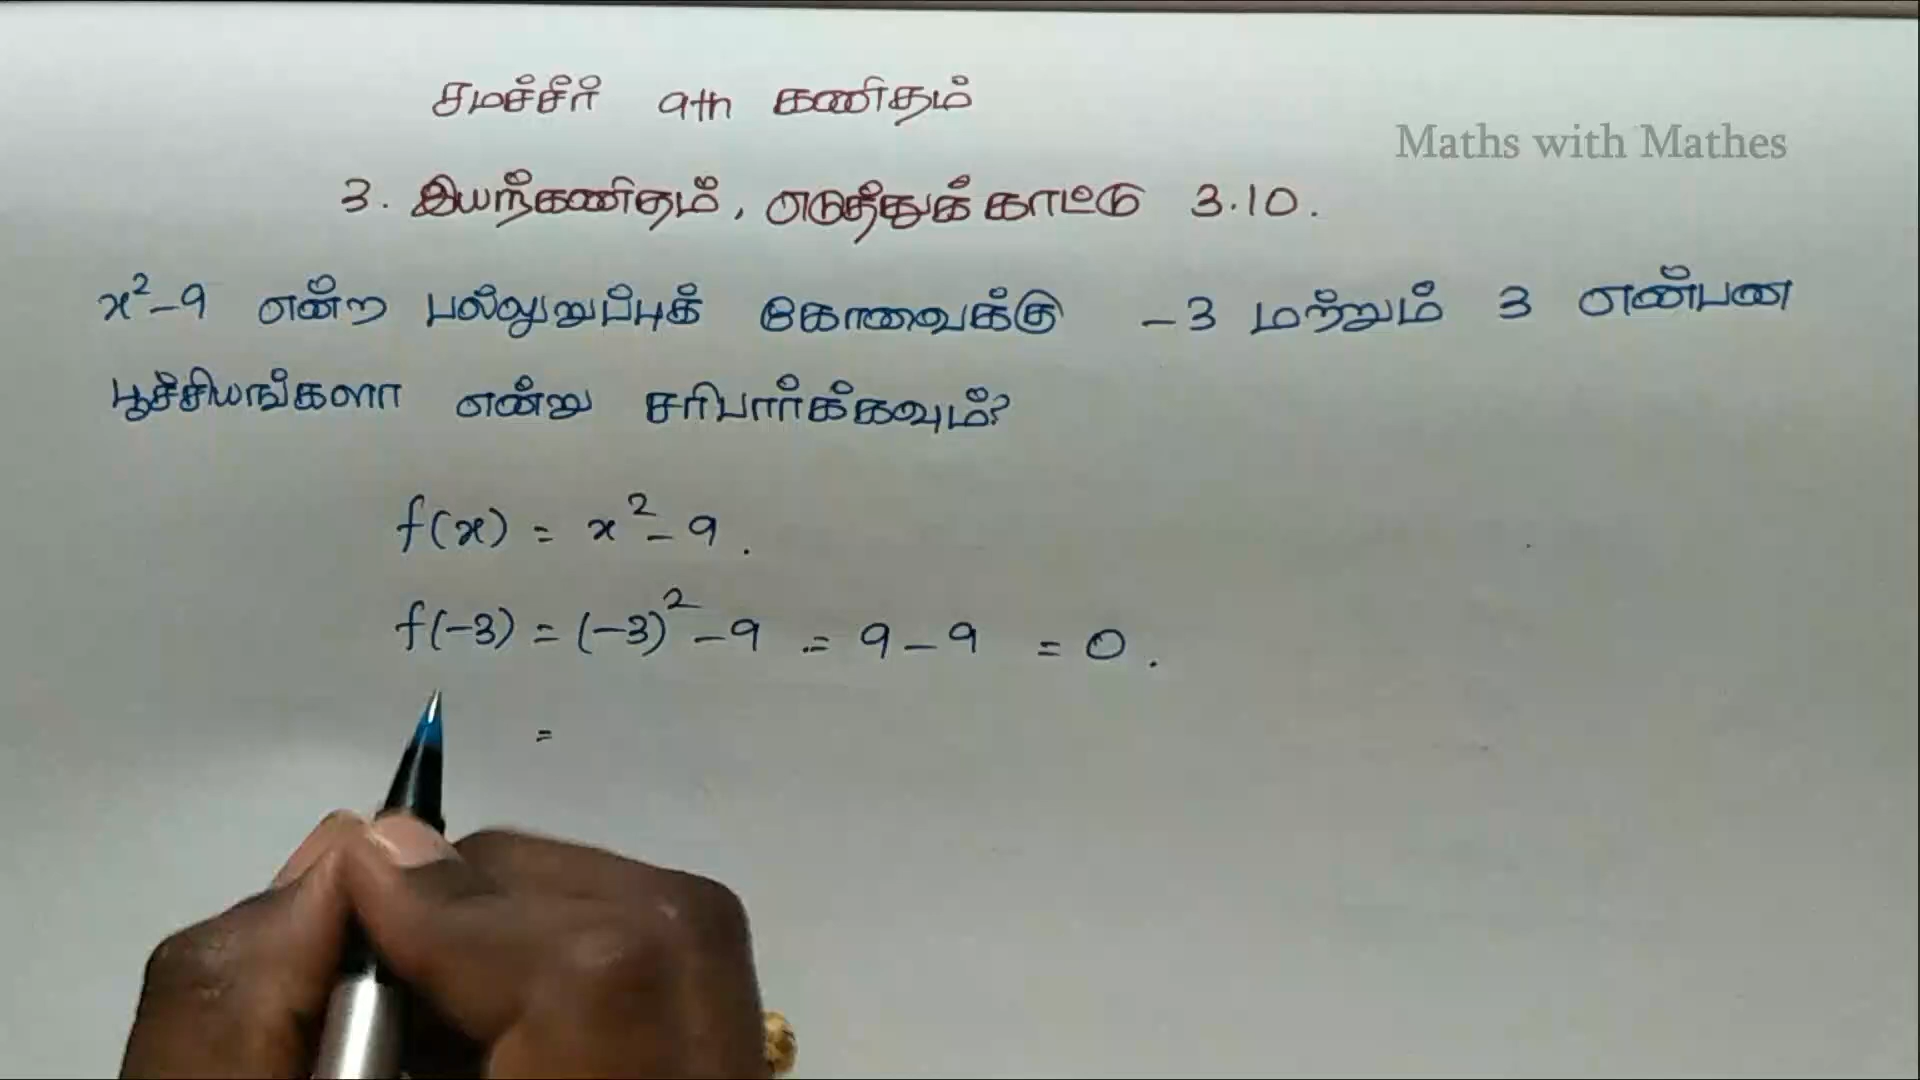 சமச்சீர் 9th கணிதம்
Maths with Mathes
3. இயற்கணிதம், எடுத்துக்காட்டு 3.10.
x² - 9 என்ற பல்லுறுப்புக் கோவைக்கு -3 மற்றும் 3 என்பன
பூச்சியங்களா என்று சரிபார்க்கவும்?
f(x) = x² - 9.
f(-3) = (-3)² - 9 = 9 - 9 = 0.
=